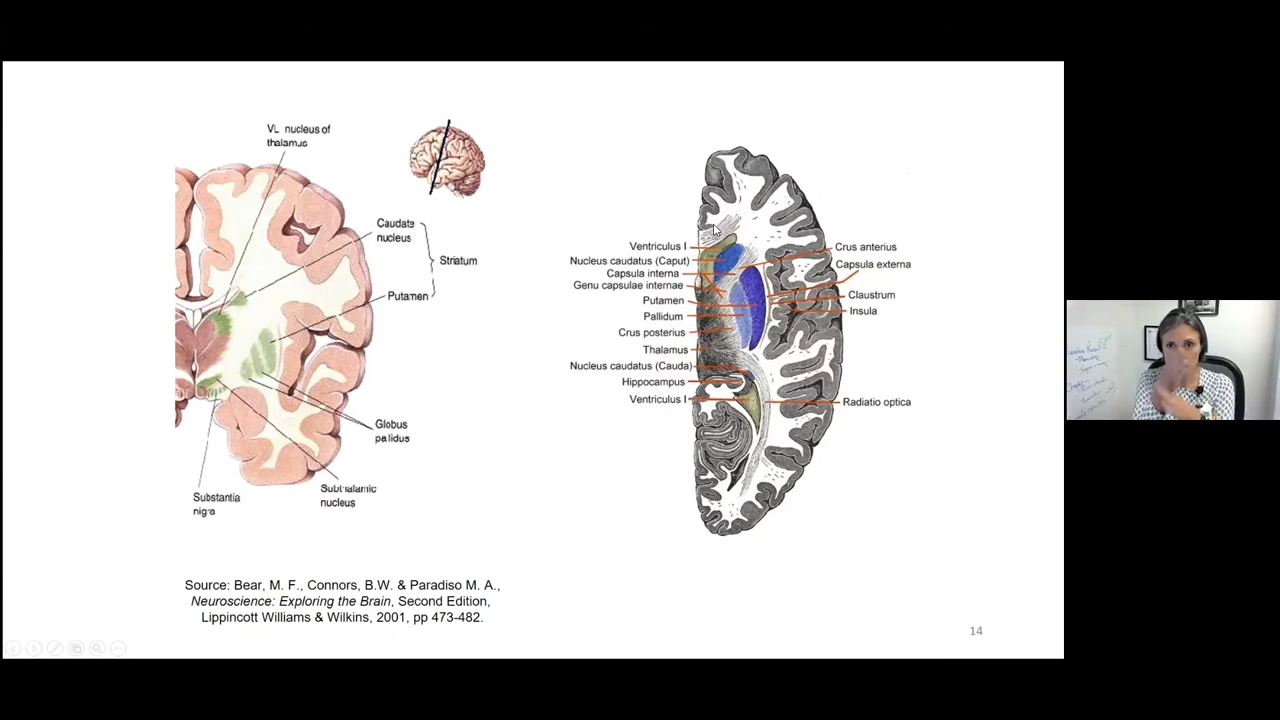 VL nucleus of
thalamus
Caudate
nucleus
Striatum
Putamen
Globus
palidus
Subthalamic
nucleus
Substantia
nigra
Source: Bear, M. F., Connors, B.W. & Paradiso M. A.,
Neuroscience: Exploring the Brain, Second Edition,
Lippincott Williams & Wilkins, 2001, pp 473-482.
Ventriculus I
Nucleus caudatus (Caput)
Capsula interna
Genu capsulae internae
Putamen
Pallidum
Crus posterius
Thalamus
Nucleus caudatus (Cauda)
Hippocampus
Ventriculus I
Crus anterius
Capsula externa
Claustrum
Insula
Radiatio optica
14